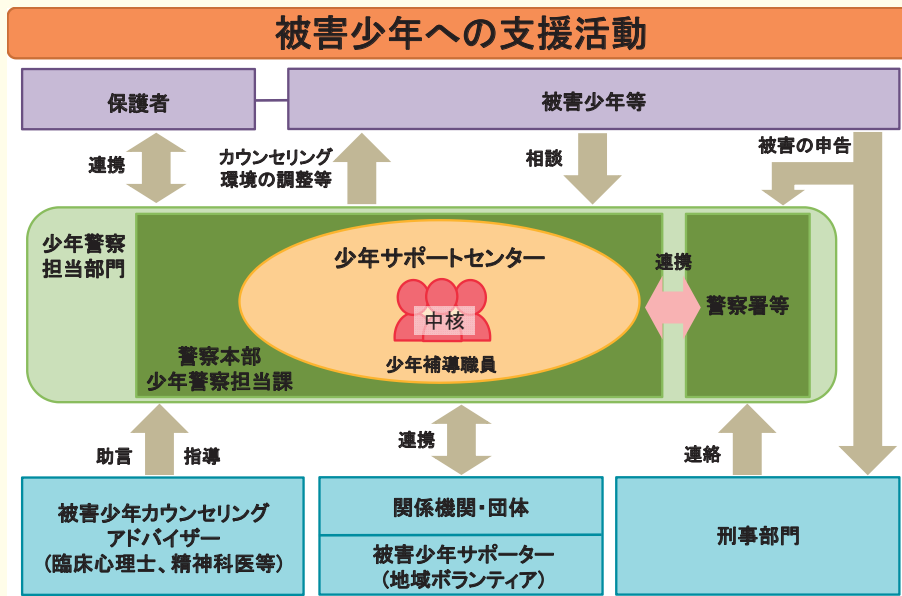 被害少年への支援活動
保護者
被害少年等
連携
カウンセリング
環境の調整等
相談
被害の申告
少年警察
担当部門
少年サポートセンター
中核
少年補導職員
警察本部
少年警察担当課
連携
警察署等
助言
指導
連携
連絡
被害少年カウンセリング
アドバイザー
(臨床心理士、精神科医等)
関係機関・団体
被害少年サポーター
(地域ボランティア)
刑事部門